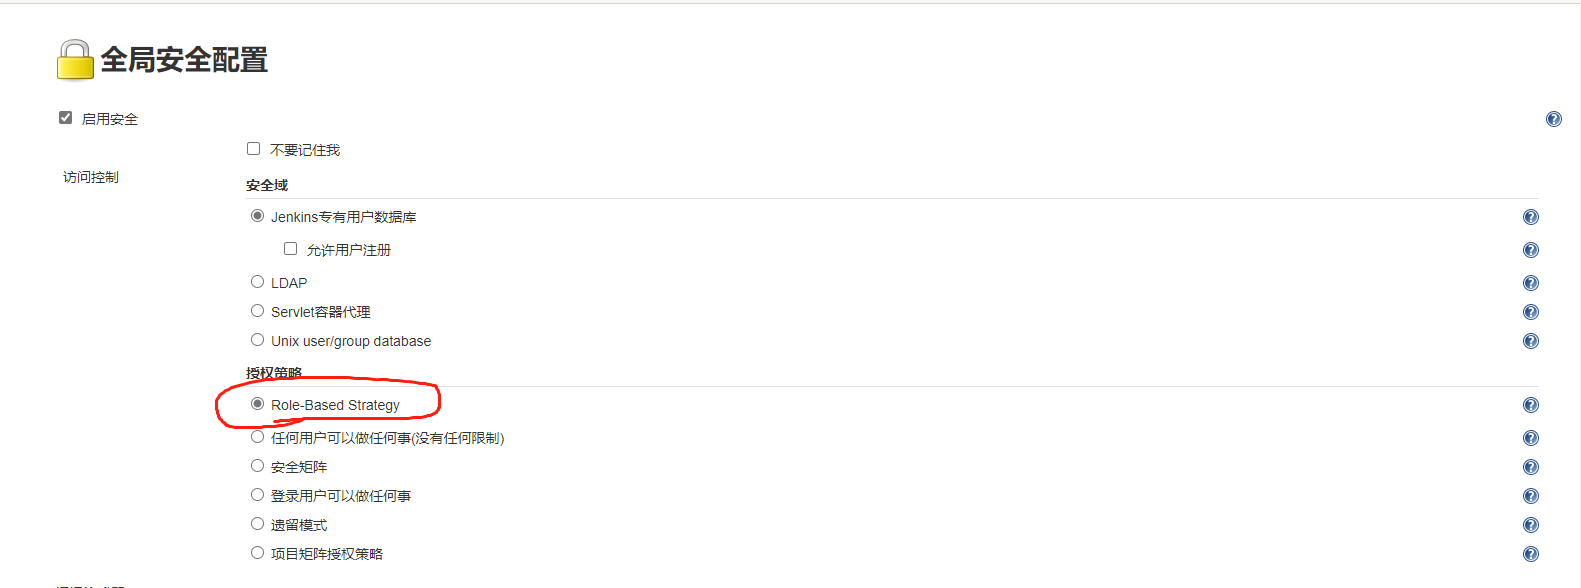 全局安全配置
启用安全
不要记住我
访问控制
安全域
Jenkins专有用户数据库
允许用户注册
LDAP
Servlet容器代理
Unix user/group database
授权策略
Role-Based Strategy
任何用户可以做任何事(没有任何限制)
安全矩阵
登录用户可以做任何事
遗留模式
项目矩阵授权策略